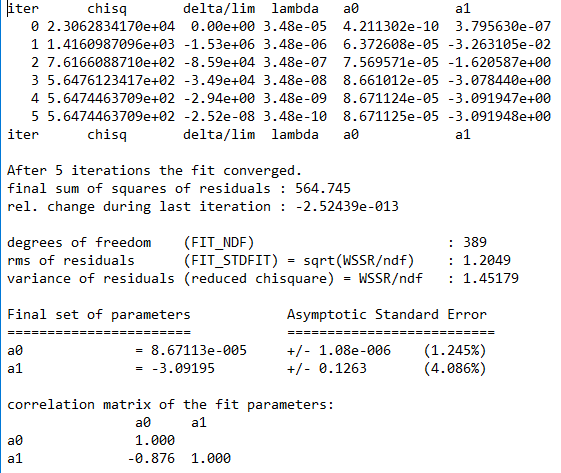 iter      chisq       delta/lim  lambda   a0            a1
   0 2.3062834170e+04  0.00e+00 3.48e-05  4.211302e-10  3.795630e-07
   1 1.4160987096e+03 -1.53e+06 3.48e-06  6.372608e-05 -3.263105e-02
   2 7.6166088710e+02 -8.59e+04 3.48e-07  7.569571e-05 -1.620587e+00
   3 5.6476123417e+02 -3.49e+04 3.48e-08  8.661012e-05 -3.078440e+00
   4 5.6474463709e+02 -2.94e+00 3.48e-09  8.671124e-05 -3.091947e+00
   5 5.6474463709e+02 -2.52e-08 3.48e-10  8.671125e-05 -3.091948e+00
iter      chisq       delta/lim  lambda   a0            a1
After 5 iterations the fit converged.
final sum of squares of residuals : 564.745
rel. change during last iteration : -2.52439e-013
degrees of freedom    (FIT_NDF)                        : 389
rms of residuals      (FIT_STDFIT) = sqrt(WSSR/ndf)    : 1.2049
variance of residuals (reduced chisquare) = WSSR/ndf   : 1.45179
Final set of parameters            Asymptotic Standard Error
=======================            ==========================
a0              = 8.67113e-005     +/- 1.08e-006    (1.245%)
a1              = -3.09195         +/- 0.1263       (4.086%)
correlation matrix of the fit parameters:
                a0     a1
a0              1.000
a1             -0.876  1.000